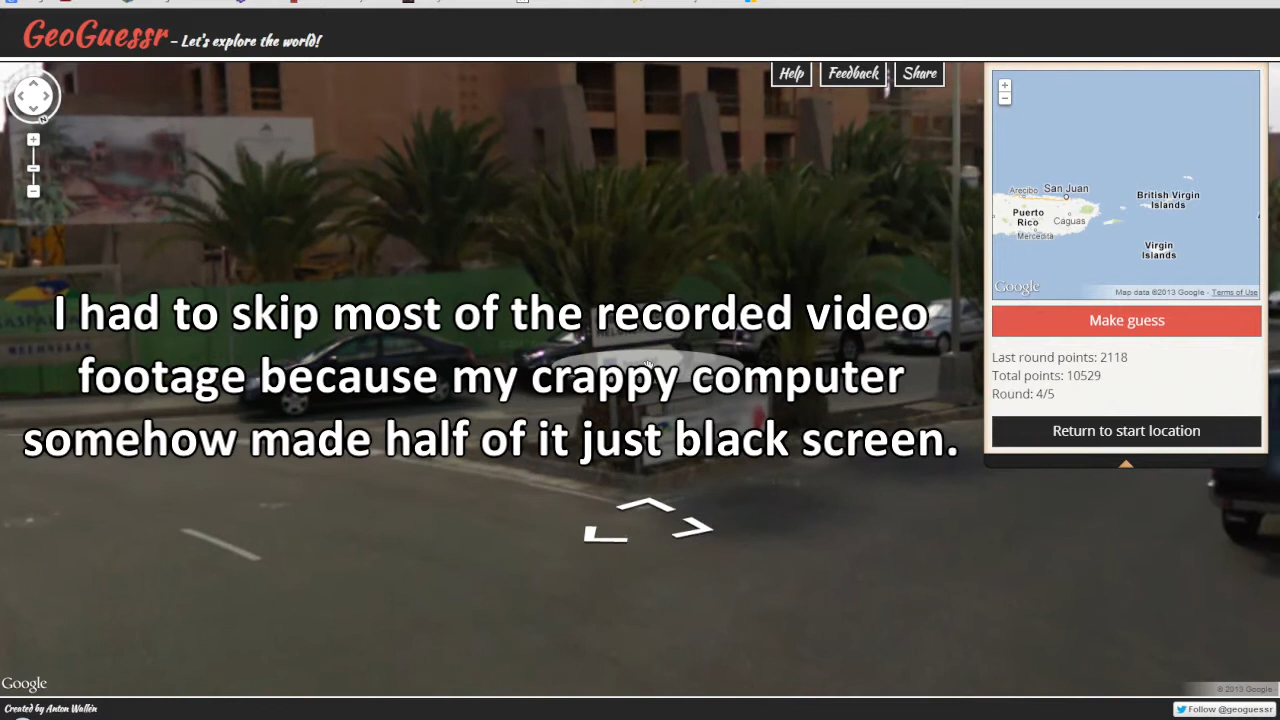 GeoGuessr – Let's explore the world!
Help Feedback Share
Arecibo San Juan
British Virgin
Islands
Puerto
Rico
Caguas
Mercedita
Virgin
Islands
Google
Map data ©2013 Google - Terms of Use
Make guess
Last round points: 2118
Total points: 10529
Round: 4/5
Return to start location
I had to skip most of the recorded video
footage because my crappy computer
somehow made half of it just black screen.
Google
© 2013 Google
Created by Anton Wallén
Follow @geoguessr